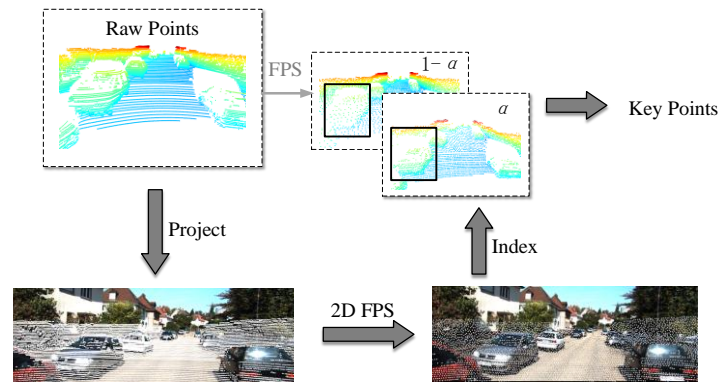 Raw Points
FPS
1− α
α
Key Points
Project
Index
2D FPS